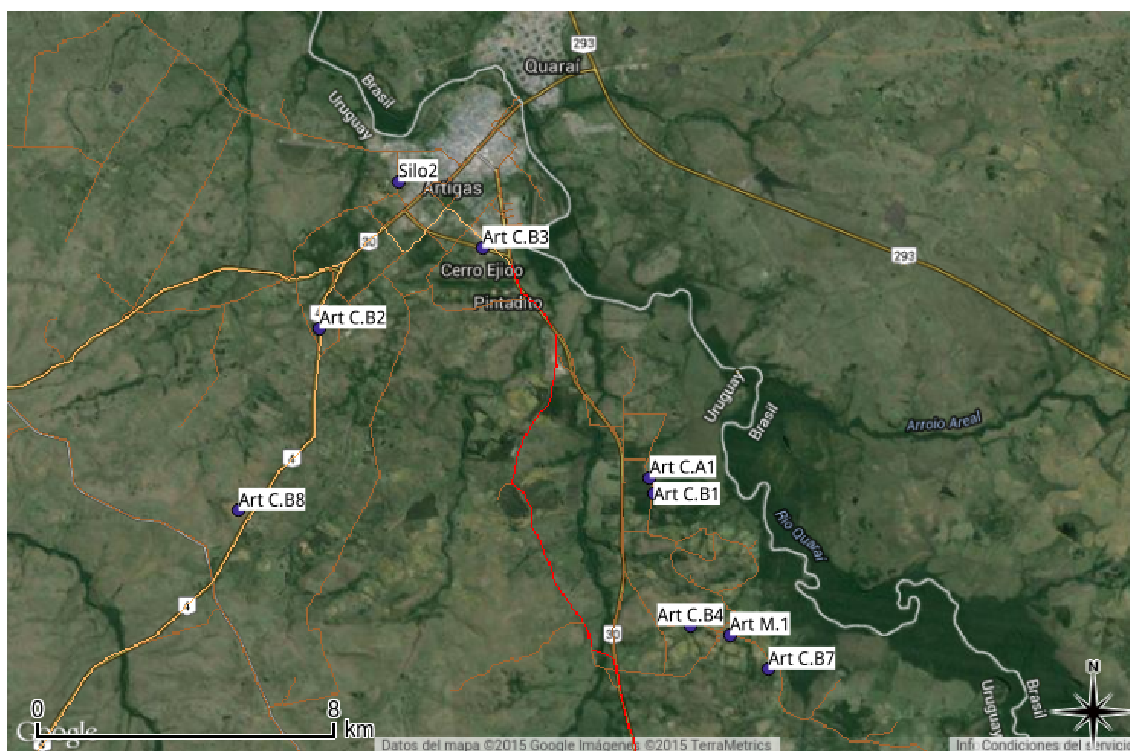 293
Quaraí
Brasil
Uruguay
Silo2
Artigas
30
Art C.B3
293
Cerro Ejido
Pintadito
Art C.B2
Uruguay
Brasil
Arroio Areal
4
Art C.A1
Art C.B1
Art C.B8
Rio Quaraí
4
Art C.B4
Art M.1
30
Art C.B7
N
Uruguay
Brasil
0 8
km
4
Google
Datos del mapa ©2015 Google Imágenes ©2015 TerraMetrics
Condiciones del servicio